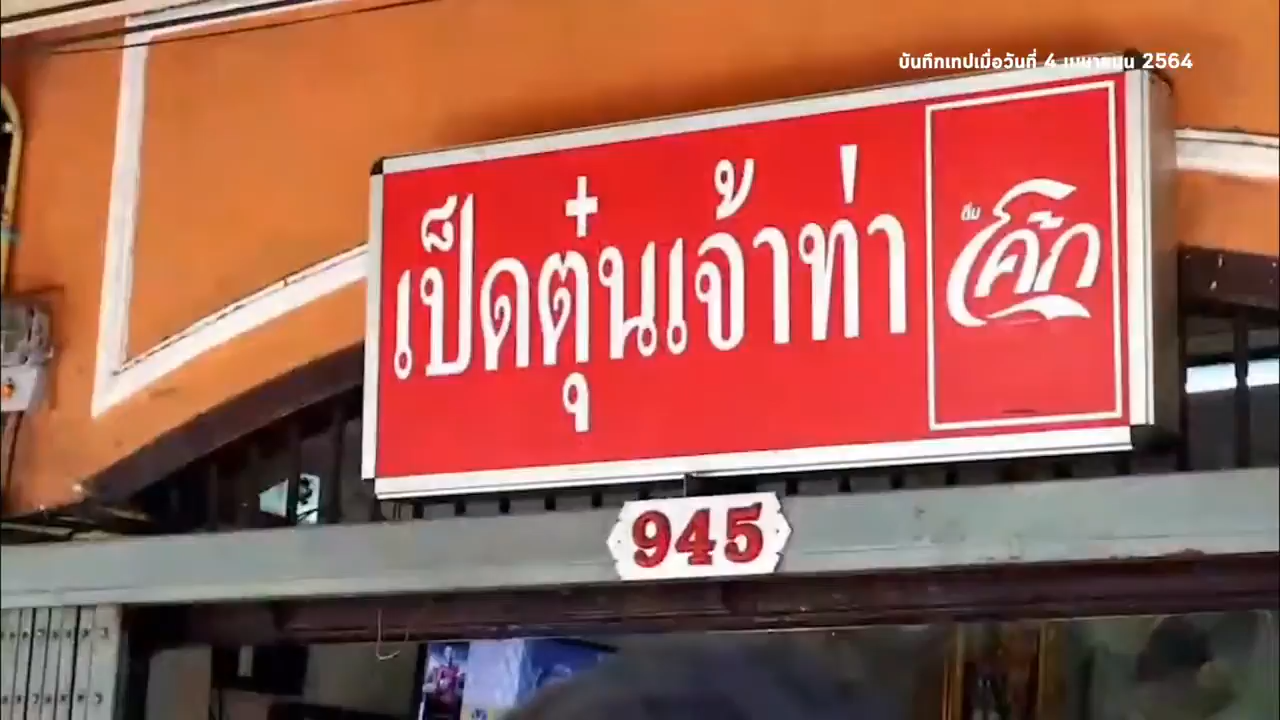 บันทึกเทปเมื่อวันที่ 4 เมษายน 2564
เป็ดตุ๋นเจ้าท่า
ดื่ม
โค้ก
945